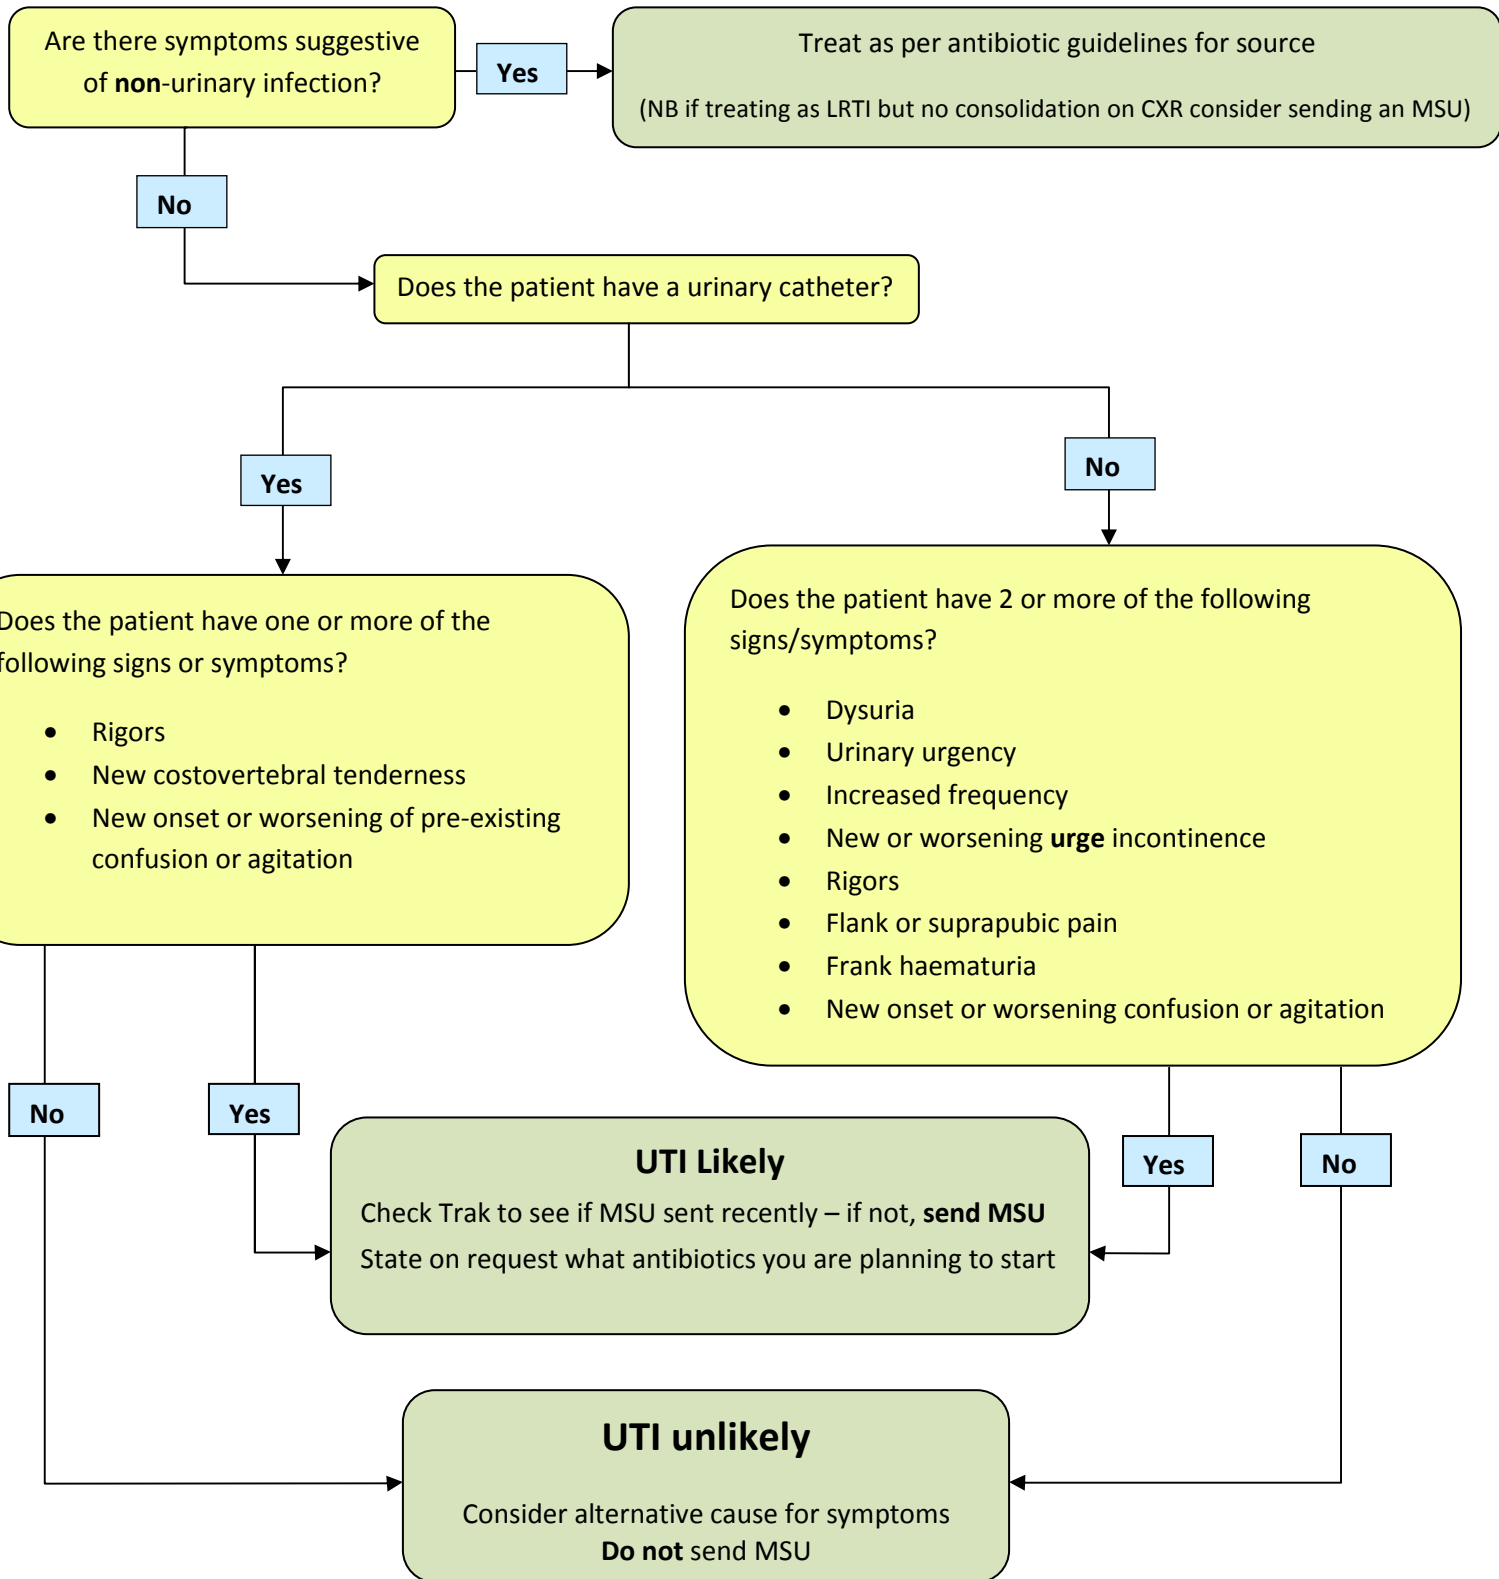 Are there symptoms suggestive
of non-urinary infection?
Yes
Treat as per antibiotic guidelines for source
(NB if treating as LRTI but no consolidation on CXR consider sending an MSU)
No
Does the patient have a urinary catheter?
Yes
No
Does the patient have one or more of the
following signs or symptoms?
• Rigors
• New costovertebral tenderness
• New onset or worsening of pre-existing
confusion or agitation
Does the patient have 2 or more of the following
signs/symptoms?
• Dysuria
• Urinary urgency
• Increased frequency
• New or worsening urge incontinence
• Rigors
• Flank or suprapubic pain
• Frank haematuria
• New onset or worsening confusion or agitation
No
Yes
Yes
No
UTI Likely
Check Trak to see if MSU sent recently – if not, send MSU
State on request what antibiotics you are planning to start
UTI unlikely
Consider alternative cause for symptoms
Do not send MSU